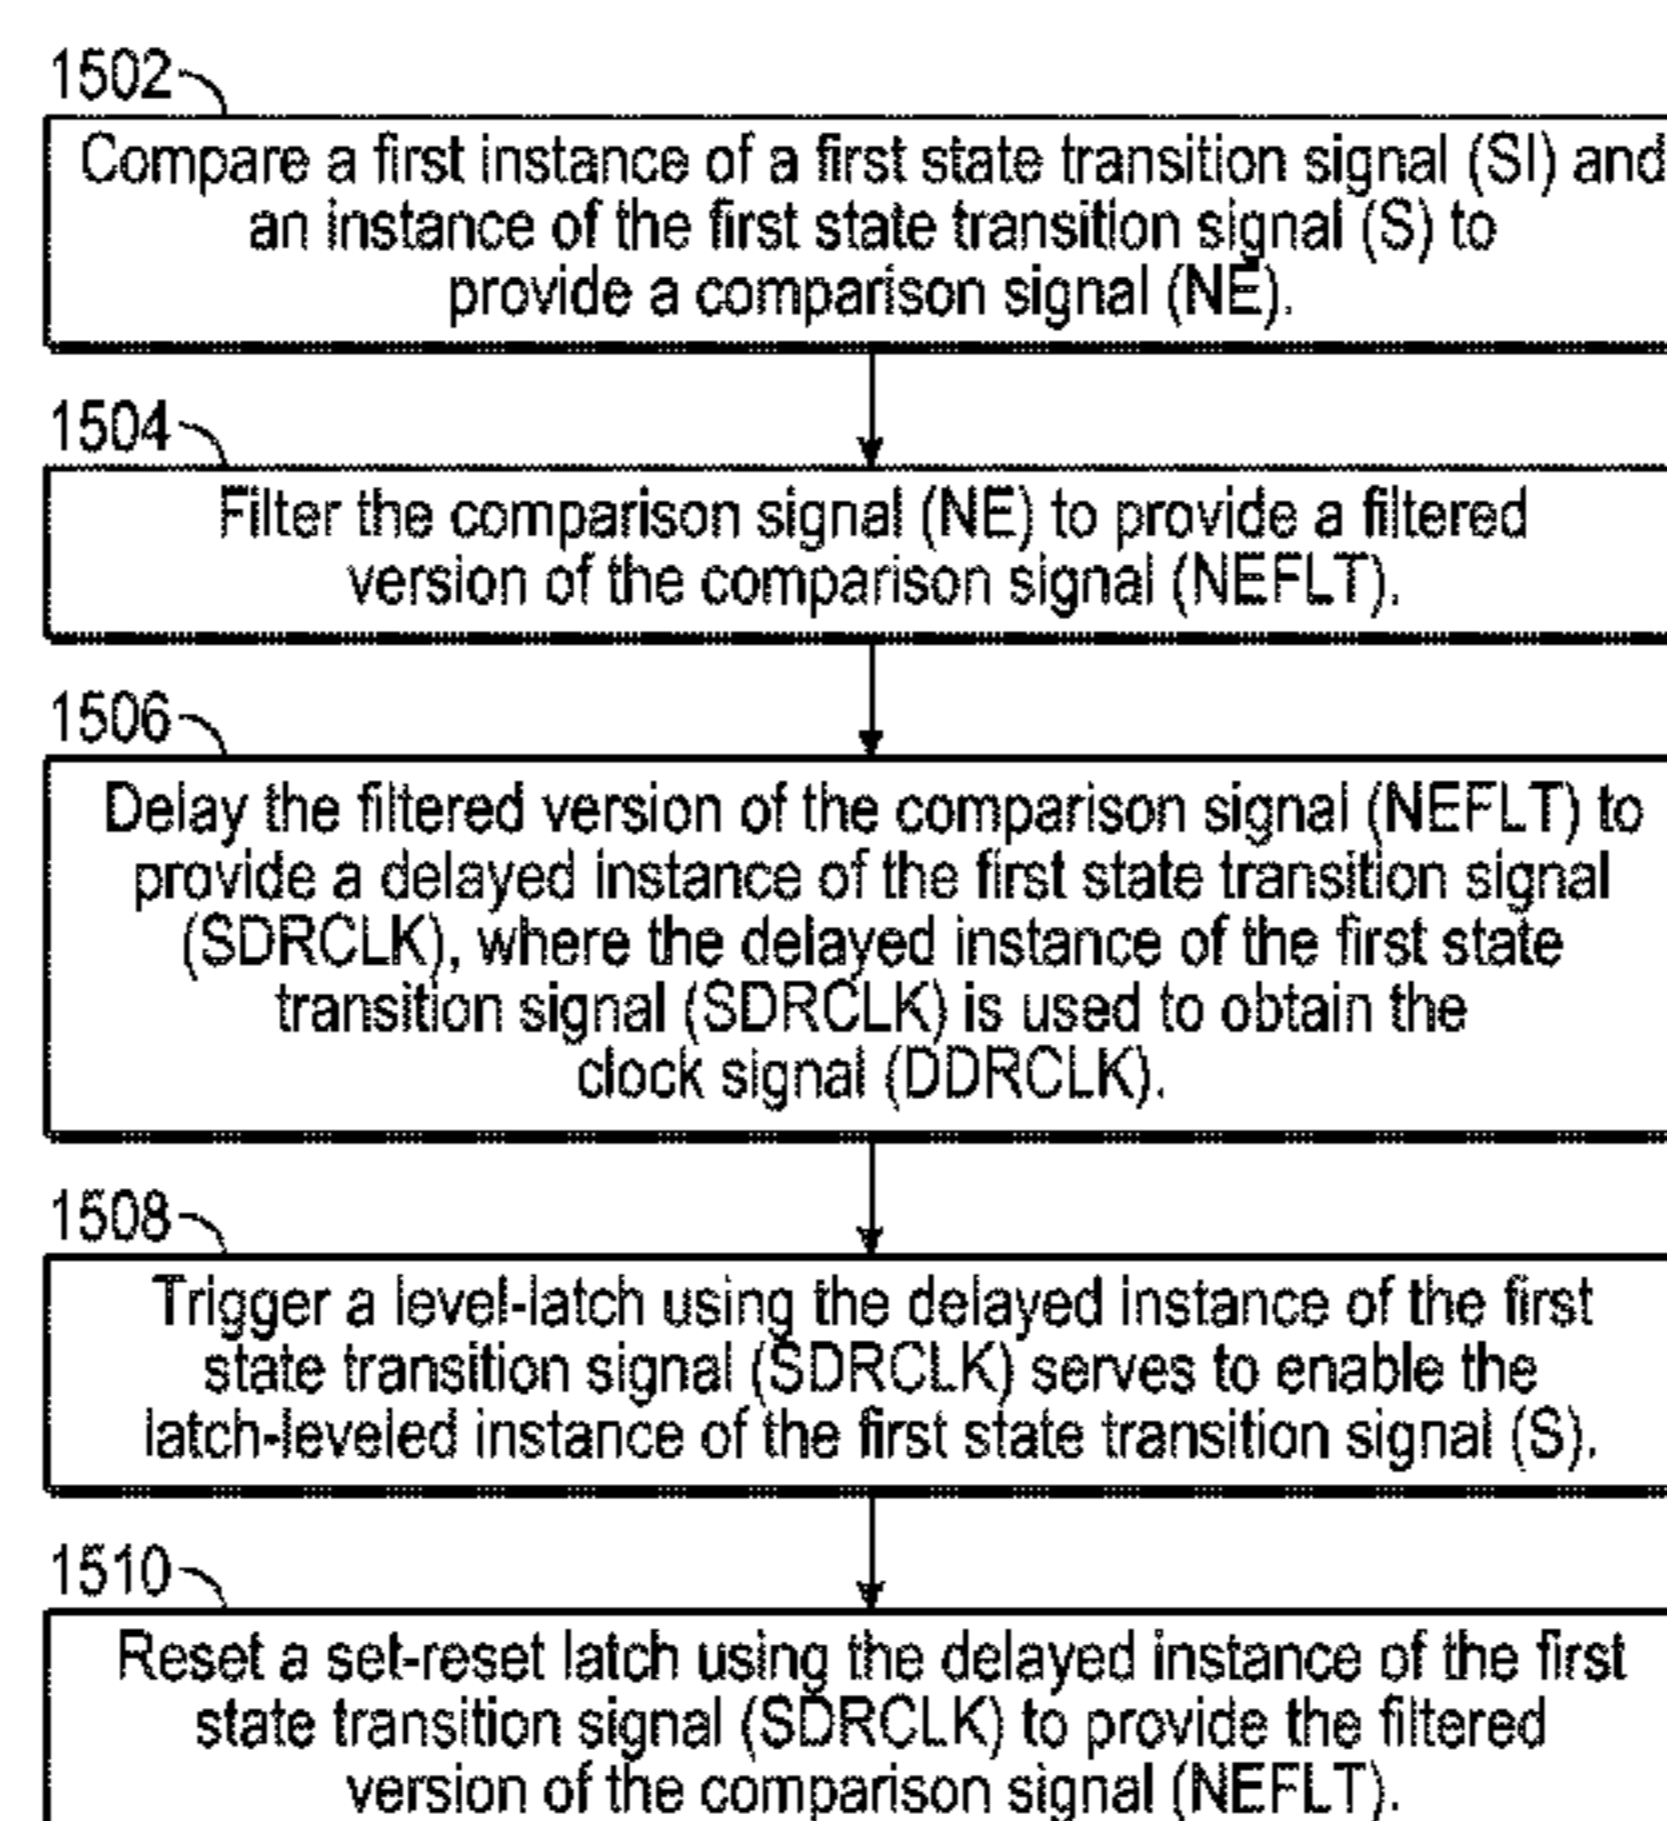 1502
Compare a first instance of a first state transition signal (SI) and
an instance of the first state transition signal (S) to
provide a comparison signal (NE).
1504
Filter the comparison signal (NE) to provide a filtered
version of the comparison signal (NEFLT).
1506
Delay the filtered version of the comparison signal (NEFLT) to
provide a delayed instance of the first state transition signal
(SDRCLK), where the delayed instance of the first state
transition signal (SDRCLK) is used to obtain the
clock signal (DDRCLK).
1508
Trigger a level-latch using the delayed instance of the first
state transition signal (SDRCLK) serves to enable the
latch-leveled instance of the first state transition signal (S).
1510
Reset a set-reset latch using the delayed instance of the first
state transition signal (SDRCLK) to provide the filtered
version of the comparison signal (NEFLT).